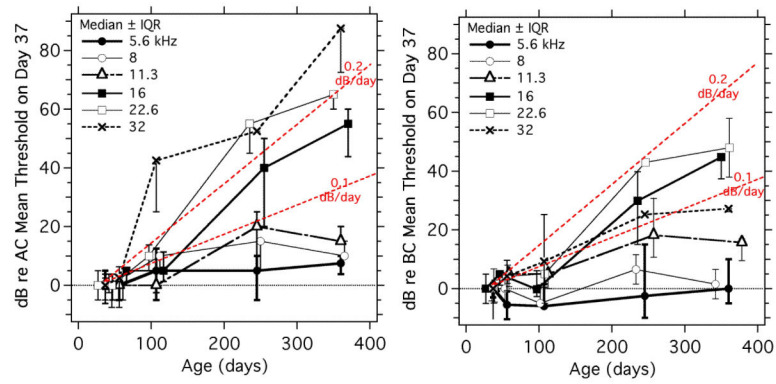 Median ± IQR
5.6 kHz
8
11.3
16
22.6
32
0.2
dB/day
0.1
dB/day
dB re AC Mean Threshold on Day 37
80
60
40
20
0
0
100
200
300
400
Age (days)
Median ± IQR
5.6 kHz
8
11.3
16
22.6
32
0.2
dB/day
0.1
dB/day
dB re BC Mean Threshold on Day 37
80
60
40
20
0
0
100
200
300
400
Age (days)